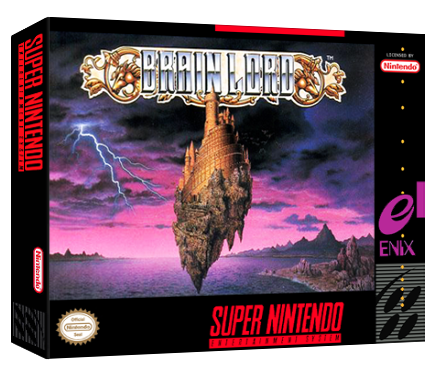 SUPER NINTENDO
ENTERTAINMENT SYSTEM
Nintendo
BRAIN LORD
TM
LICENSED BY
Nintendo
ENIX
Official
Nintendo
Seal
SUPER NINTENDO
ENTERTAINMENT SYSTEM